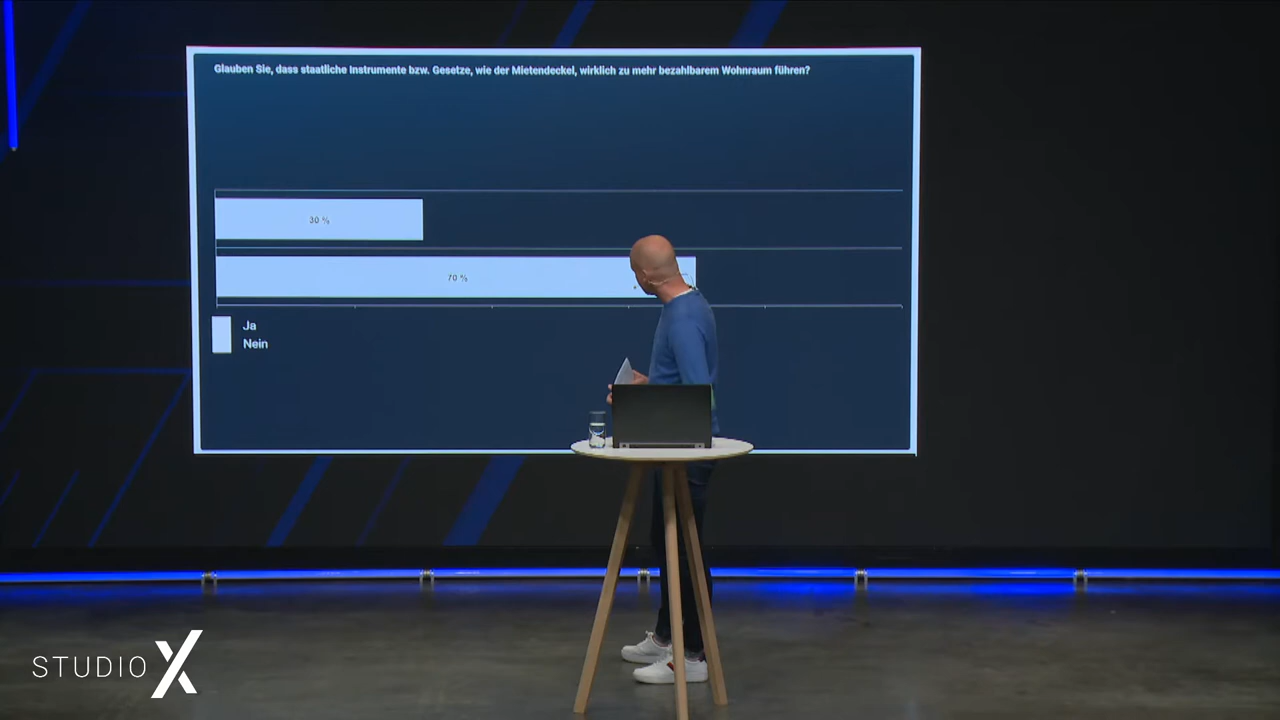 Glauben Sie, dass staatliche Instrumente bzw. Gesetze, wie der Mietendeckel, wirklich zu mehr bezahlbarem Wohnraum führen?
30 %
70 %
Ja
Nein
STUDIO X